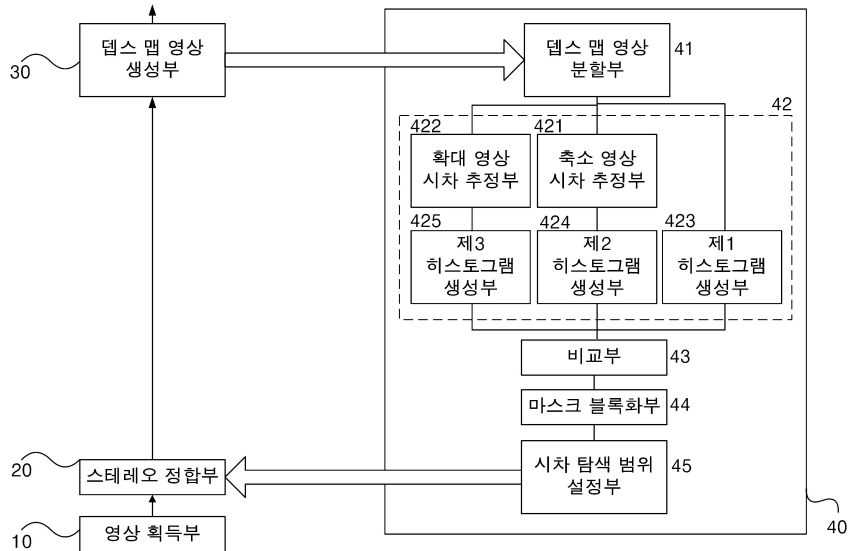 30
뎁스 맵 영상
생성부
뎁스 맵 영상
분할부
41
42
422
421
확대 영상
시차 추정부
축소 영상
시차 추정부
425
424
423
제3
히스토그램
생성부
제2
히스토그램
생성부
제1
히스토그램
생성부
비교부
43
마스크 블록화부
44
20
스테레오 정합부
시차 탐색 범위
설정부
45
10
영상 획득부
40